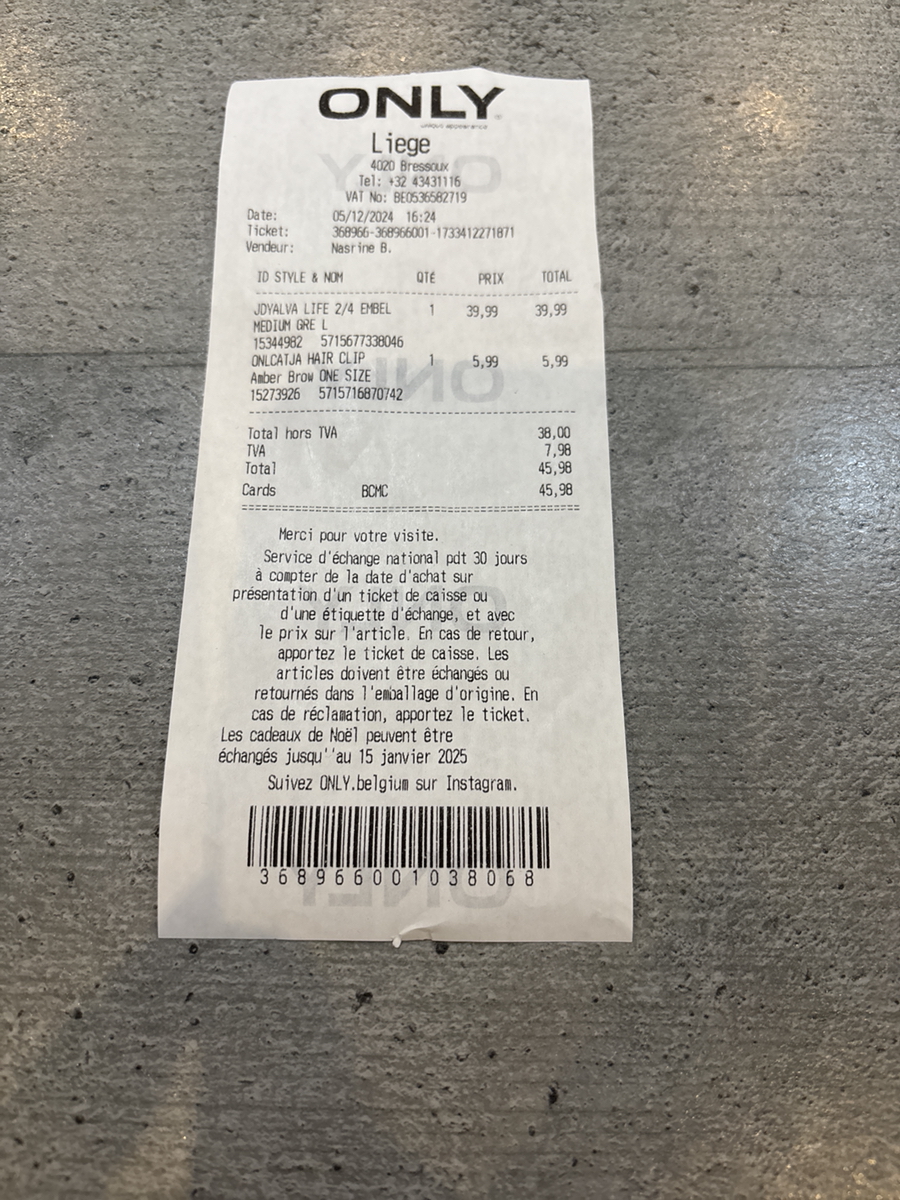 ONLY
unique appearance
Liege
4020 Bressoux
Tel: +32 43431116
VAT No: BE0536582719
Date: 05/12/2024 16:24
Ticket: 368966-368966001-1733412271871
Vendeur: Nasrine B.
ID STYLE & NOM QTÉ PRIX TOTAL
JDYALVA LIFE 2/4 EMBEL 1 39,99 39,99
MEDIUM GRE L
15344982 5715677338046
ONLCATJA HAIR CLIP 1 5,99 5,99
Amber Brow ONE SIZE
15273926 5715716870742
Total hors TVA 38,00
TVA 7,98
Total 45,98
Cards BCMC 45,98
Merci pour votre visite.
Service d'échange national pdt 30 jours
à compter de la date d'achat sur
présentation d'un ticket de caisse ou
d'une étiquette d'échange, et avec
le prix sur l'article. En cas de retour,
apportez le ticket de caisse. Les
articles doivent être échangés ou
retournés dans l'emballage d'origine. En
cas de réclamation, apportez le ticket.
Les cadeaux de Noël peuvent être
échangés jusqu''au 15 janvier 2025
Suivez ONLY.belgium sur Instagram.
368966001038068